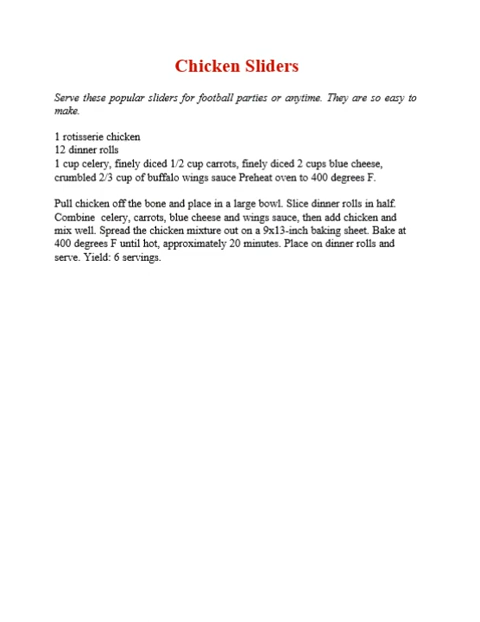 Chicken Sliders
Serve these popular sliders for football parties or anytime. They are so easy to
make.
1 rotisserie chicken
12 dinner rolls
1 cup celery, finely diced 1/2 cup carrots, finely diced 2 cups blue cheese,
crumbled 2/3 cup of buffalo wings sauce Preheat oven to 400 degrees F.
Pull chicken off the bone and place in a large bowl. Slice dinner rolls in half.
Combine  celery, carrots, blue cheese and wings sauce, then add chicken and
mix well. Spread the chicken mixture out on a 9x13-inch baking sheet. Bake at
400 degrees F until hot, approximately 20 minutes. Place on dinner rolls and
serve. Yield: 6 servings.